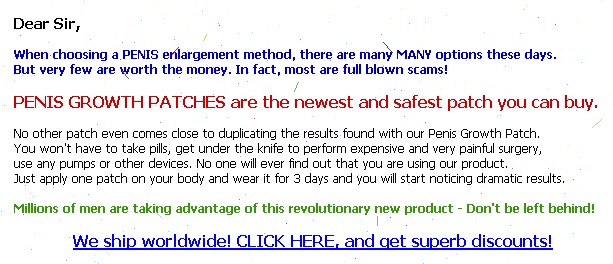 Dear Sir,
When choosing a PENIS enlargement method, there are many MANY options these days.
But very few are worth the money. In fact, most are full blown scams!
PENIS GROWTH PATCHES are the newest and safest patch you can buy.
No other patch even comes close to duplicating the results found with our Penis Growth Patch.
You won't have to take pills, get under the knife to perform expensive and very painful surgery,
use any pumps or other devices. No one will ever find out that you are using our product.
Just apply one patch on your body and wear it for 3 days and you will start noticing dramatic results.
Millions of men are taking advantage of this revolutionary new product - Don't be left behind!
We ship worldwide! CLICK HERE, and get superb discounts!